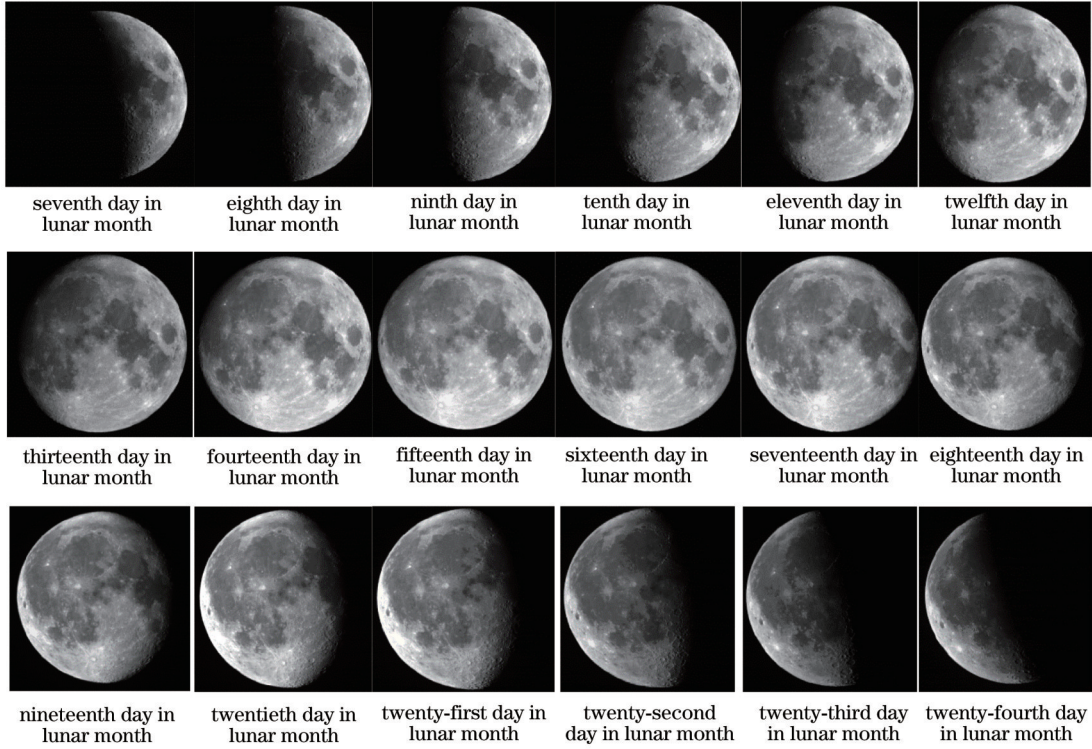 seventh day in
lunar month
eighth day in
lunar month
ninth day in
lunar month
tenth day in
lunar month
eleventh day in
lunar month
twelfth day in
lunar month
thirteenth day in
lunar month
fourteenth day in
lunar month
fifteenth day in
lunar month
sixteenth day in
lunar month
seventeenth day in
lunar month
eighteenth day in
lunar month
nineteenth day in
lunar month
twentieth day in
lunar month
twenty-first day in
lunar month
twenty-second
day in lunar month
twenty-third day
in lunar month
twenty-fourth day
in lunar month